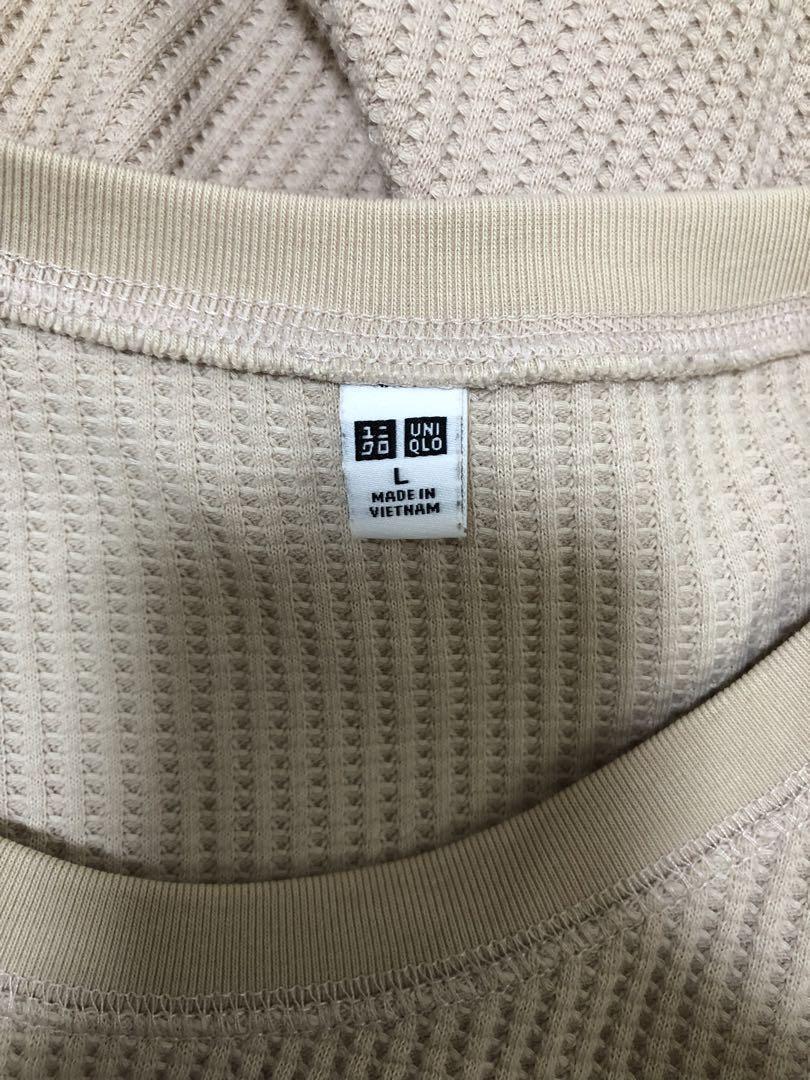 ユニ UNI
クロ QLO
L
MADE IN
VIETNAM